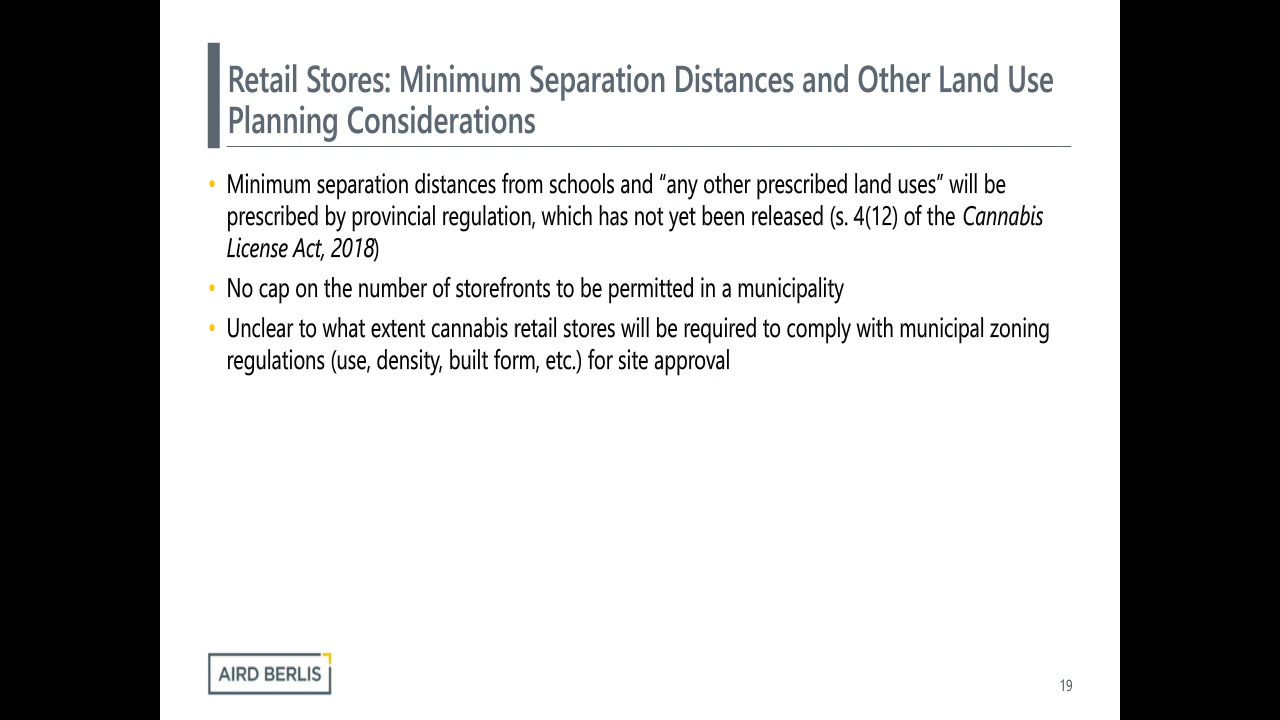 Retail Stores: Minimum Separation Distances and Other Land Use
Planning Considerations
• Minimum separation distances from schools and “any other prescribed land uses” will be
prescribed by provincial regulation, which has not yet been released (s. 4(12) of the Cannabis
License Act, 2018)
• No cap on the number of storefronts to be permitted in a municipality
• Unclear to what extent cannabis retail stores will be required to comply with municipal zoning
regulations (use, density, built form, etc.) for site approval
AIRD BERLIS
19